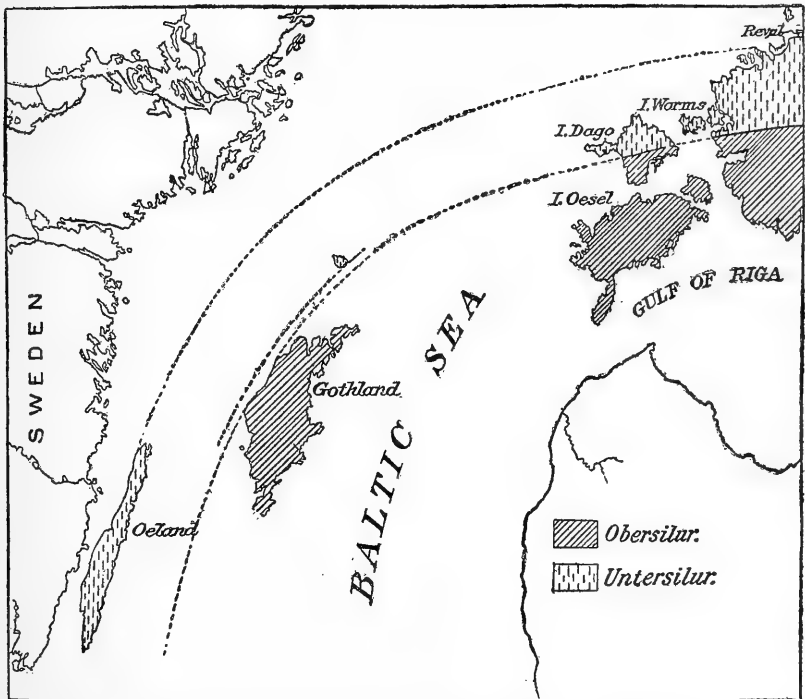 Reval
I. Worms
I. Dago
I. Oesel
GULF OF RIGA
SWEDEN
BALTIC SEA
Gothland.
Oeland.
Obersilur.
Untersilur.